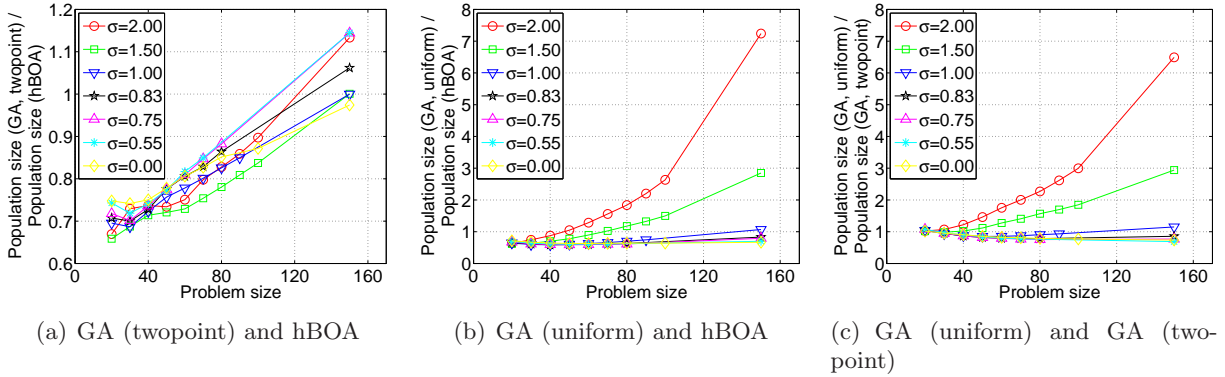 Population size (GA, twopoint) /
Population size (hBOA)
1.2
1.1
1
0.9
0.8
0.7
0.6
σ=2.00
σ=1.50
σ=1.00
σ=0.83
σ=0.75
σ=0.55
σ=0.00
0 40 80 120 160
Problem size
(a) GA (twopoint) and hBOA
Population size (GA, uniform) /
Population size (hBOA)
8
7
6
5
4
3
2
1
0
σ=2.00
σ=1.50
σ=1.00
σ=0.83
σ=0.75
σ=0.55
σ=0.00
0 40 80 120 160
Problem size
(b) GA (uniform) and hBOA
Population size (GA, uniform) /
Population size (GA, twopoint)
8
7
6
5
4
3
2
1
0
σ=2.00
σ=1.50
σ=1.00
σ=0.83
σ=0.75
σ=0.55
σ=0.00
0 40 80 120 160
Problem size
(c) GA (uniform) and GA (two-
point)